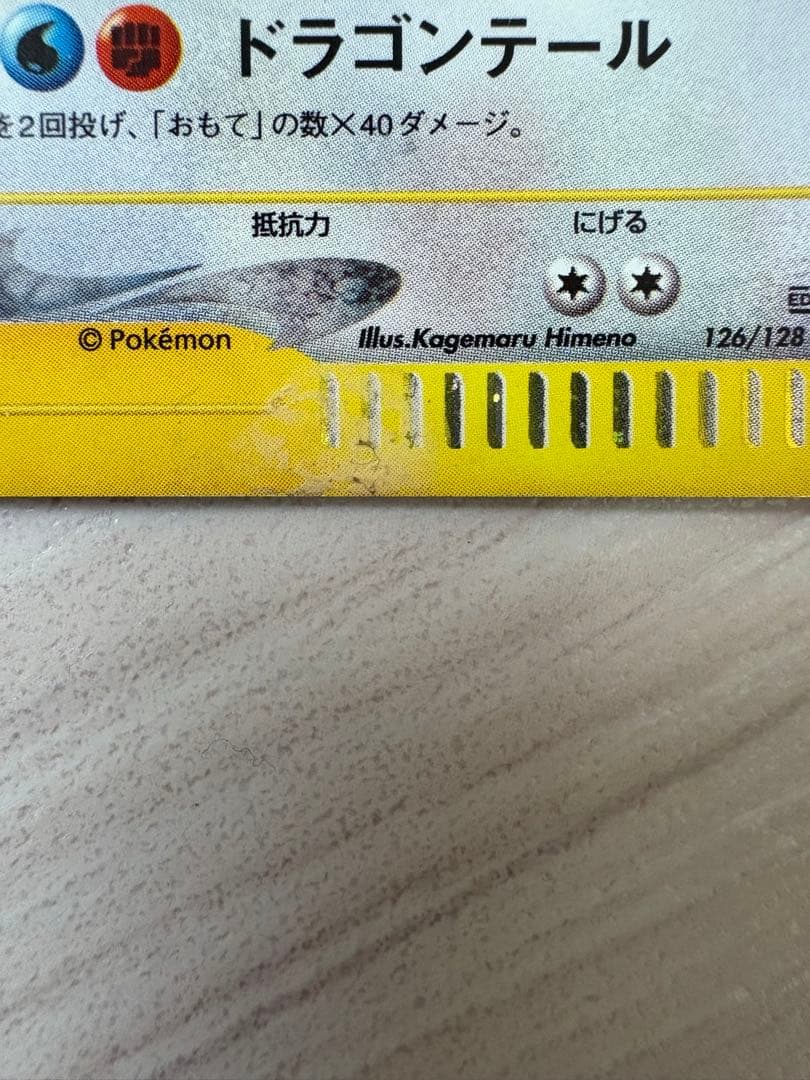 ドラゴンテール
を2回投げ、「おもて」の数×40ダメージ。
抵抗力 にげる
© Pokémon Illus.Kagemaru Himeno 126/128